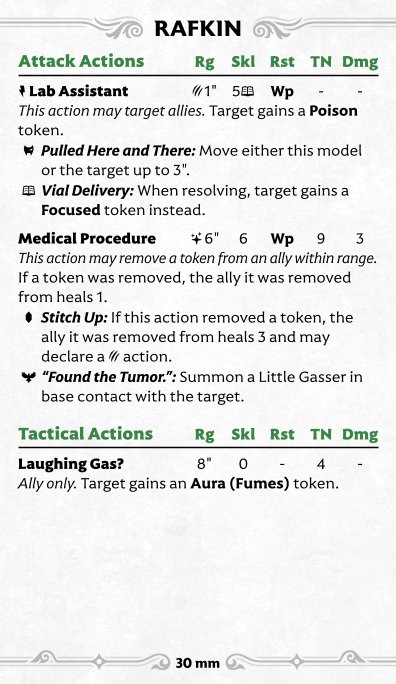 RAFKIN
Attack Actions Rg Skl Rst TN Dmg
Lab Assistant 1" 5 Wp - -
This action may target allies. Target gains a Poison
token.
Pulled Here and There: Move either this model
or the target up to 3".
Vial Delivery: When resolving, target gains a
Focused token instead.
Medical Procedure 6" 6 Wp 9 3
This action may remove a token from an ally within range.
If a token was removed, the ally it was removed
from heals 1.
Stitch Up: If this action removed a token, the
ally it was removed from heals 3 and may
declare a action.
"Found the Tumor.": Summon a Little Gasser in
base contact with the target.
Tactical Actions Rg Skl Rst TN Dmg
Laughing Gas? 8" 0 - 4 -
Ally only. Target gains an Aura (Fumes) token.
30 mm